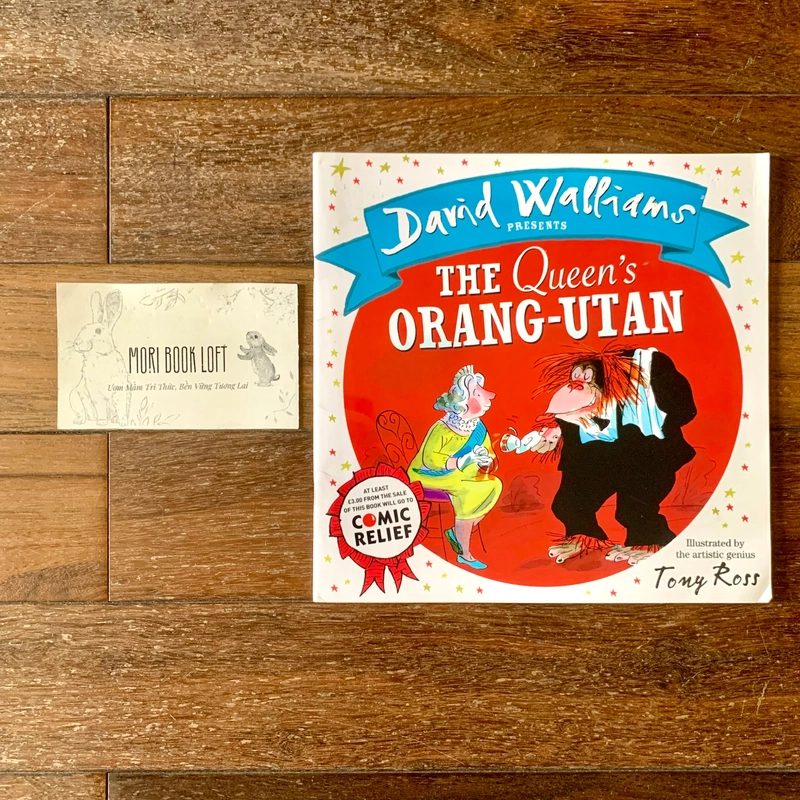 MORI BOOK LOFT
Ươm Mầm Tri Thức, Bền Vững Tương Lai
David Walliams
PRESENTS
THE Queen's
ORANG-UTAN
AT LEAST
£3.00 FROM THE SALE
OF THIS BOOK WILL GO TO
COMIC
RELIEF
Illustrated by
the artistic genius
Tony Ross